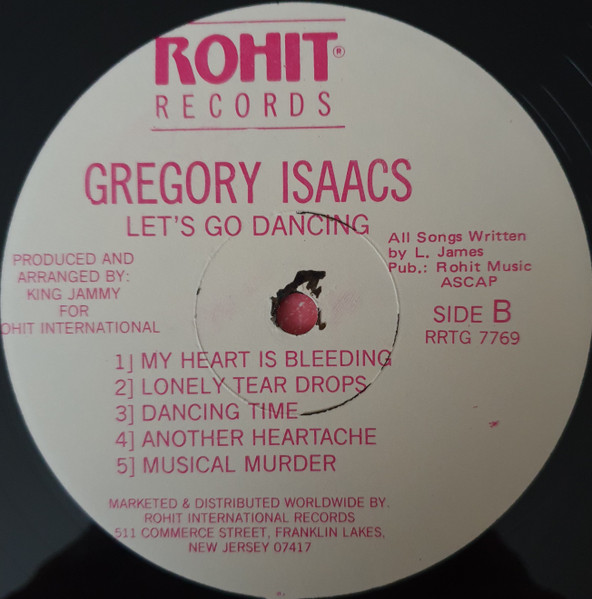 ROHIT®
RECORDS
GREGORY ISAACS
LET'S GO DANCING
All Songs Written
by L. James
Pub.: Rohit Music
ASCAP
PRODUCED AND
ARRANGED BY:
KING JAMMY
FOR
OHIT INTERNATIONAL
SIDE B
RRTG 7769
1] MY HEART IS BLEEDING
2] LONELY TEAR DROPS
3] DANCING TIME
4] ANOTHER HEARTACHE
5] MUSICAL MURDER
MARKETED & DISTRIBUTED WORLDWIDE BY.
ROHIT INTERNATIONAL RECORDS
511 COMMERCE STREET, FRANKLIN LAKES,
NEW JERSEY 07417